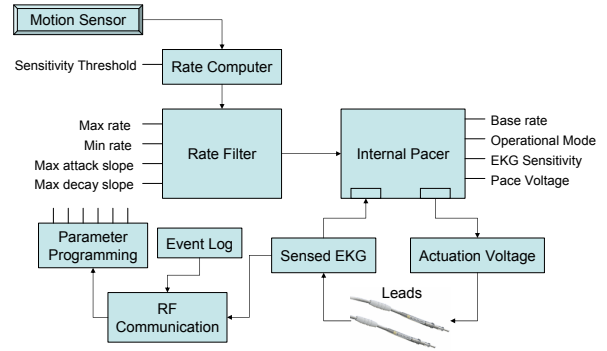 Motion Sensor
Sensitivity Threshold
Rate Computer
Max rate
Min rate
Max attack slope
Max decay slope
Rate Filter
Internal Pacer
Base rate
Operational Mode
EKG Sensitivity
Pace Voltage
Parameter
Programming
Event Log
Sensed EKG
Actuation Voltage
RF
Communication
Leads